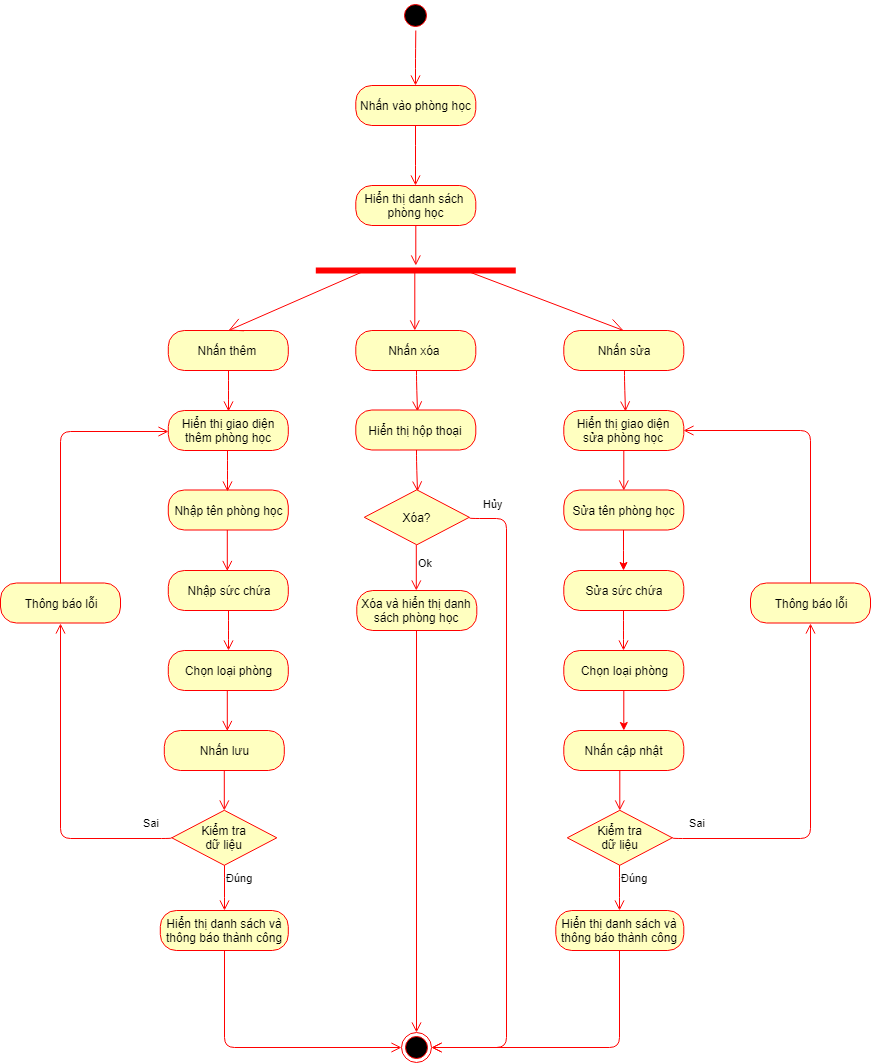 Nhấn vào phòng học
Hiển thị danh sách
phòng học
Nhấn thêm
Nhấn xóa
Nhấn sửa
Hiển thị giao diện
thêm phòng học
Hiển thị hộp thoại
Hiển thị giao diện
sửa phòng học
Nhập tên phòng học
Xóa?
Hủy
Sửa tên phòng học
Ok
Thông báo lỗi
Nhập sức chứa
Xóa và hiển thị danh
sách phòng học
Sửa sức chứa
Thông báo lỗi
Chọn loại phòng
Chọn loại phòng
Nhấn lưu
Nhấn cập nhật
Sai
Kiểm tra
dữ liệu
Kiểm tra
dữ liệu
Sai
Đúng
Đúng
Hiển thị danh sách và
thông báo thành công
Hiển thị danh sách và
thông báo thành công